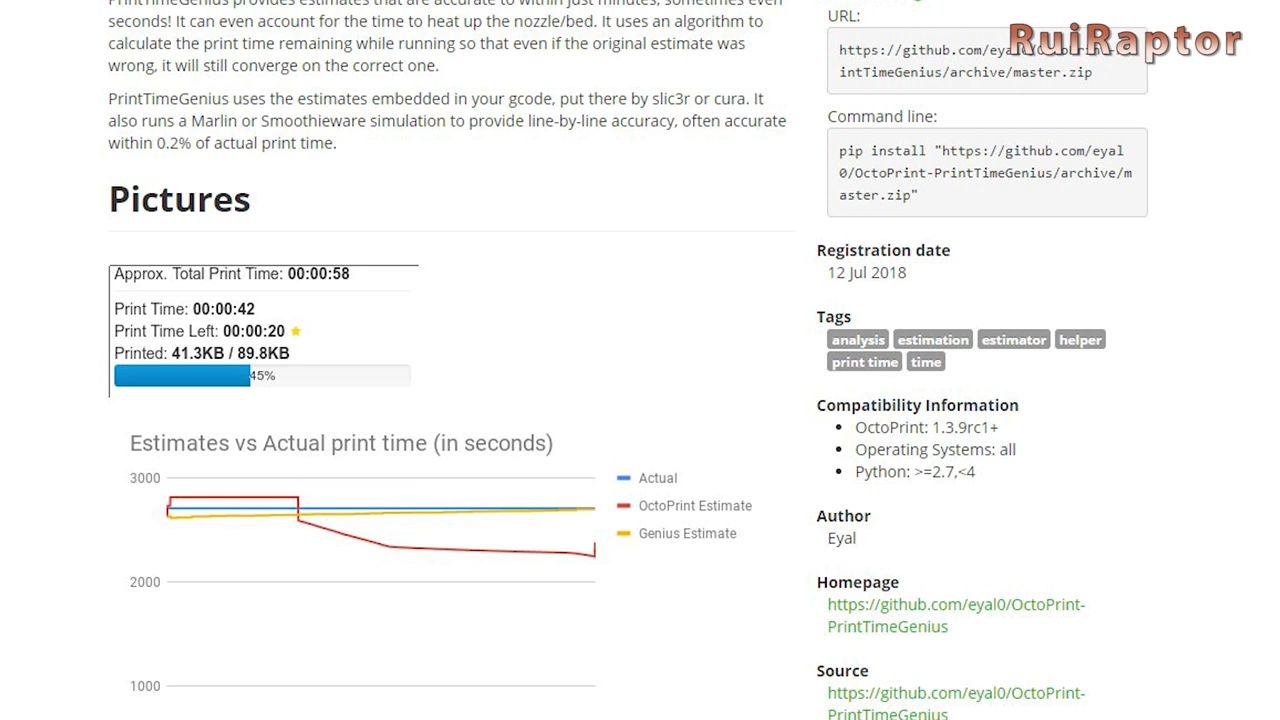 PrintTimeGenius provides estimates that are accurate to within just minutes, sometimes even
seconds! It can even account for the time to heat up the nozzle/bed. It uses an algorithm to
calculate the print time remaining while running so that even if the original estimate was
wrong, it will still converge on the correct one.
PrintTimeGenius uses the estimates embedded in your gcode, put there by slic3r or cura. It
also runs a Marlin or Smoothieware simulation to provide line-by-line accuracy, often accurate
within 0.2% of actual print time.
Pictures
Approx. Total Print Time: 00:00:58
Print Time: 00:00:42
Print Time Left: 00:00:20
Printed: 41.3KB / 89.8KB
45%
Estimates vs Actual print time (in seconds)
3000
2000
1000
Actual
OctoPrint Estimate
Genius Estimate
URL:
RuiRaptor
https://github.com/eyal
intTimeGenius/archive/master.zip
Command line:
pip install "https://github.com/eyal
0/OctoPrint-PrintTimeGenius/archive/m
aster.zip"
Registration date
12 Jul 2018
Tags
analysis estimation estimator helper
print time time
Compatibility Information
OctoPrint: 1.3.9rc1+
Operating Systems: all
Python: >=2.7,<4
Author
Eyal
Homepage
https://github.com/eyal0/OctoPrint-
PrintTimeGenius
Source
https://github.com/eyal0/OctoPrint-
PrintTimeGenius